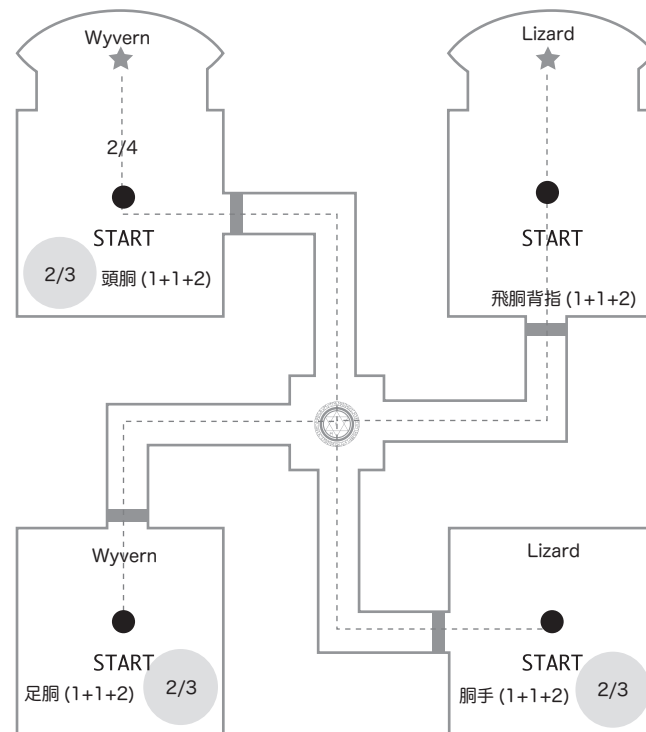 Wyvern
2/4
START
2/3
頭胴 (1+1+2)
Lizard
START
飛胴背指 (1+1+2)
Wyvern
START
足胴 (1+1+2)
2/3
Lizard
START
胴手 (1+1+2)
2/3